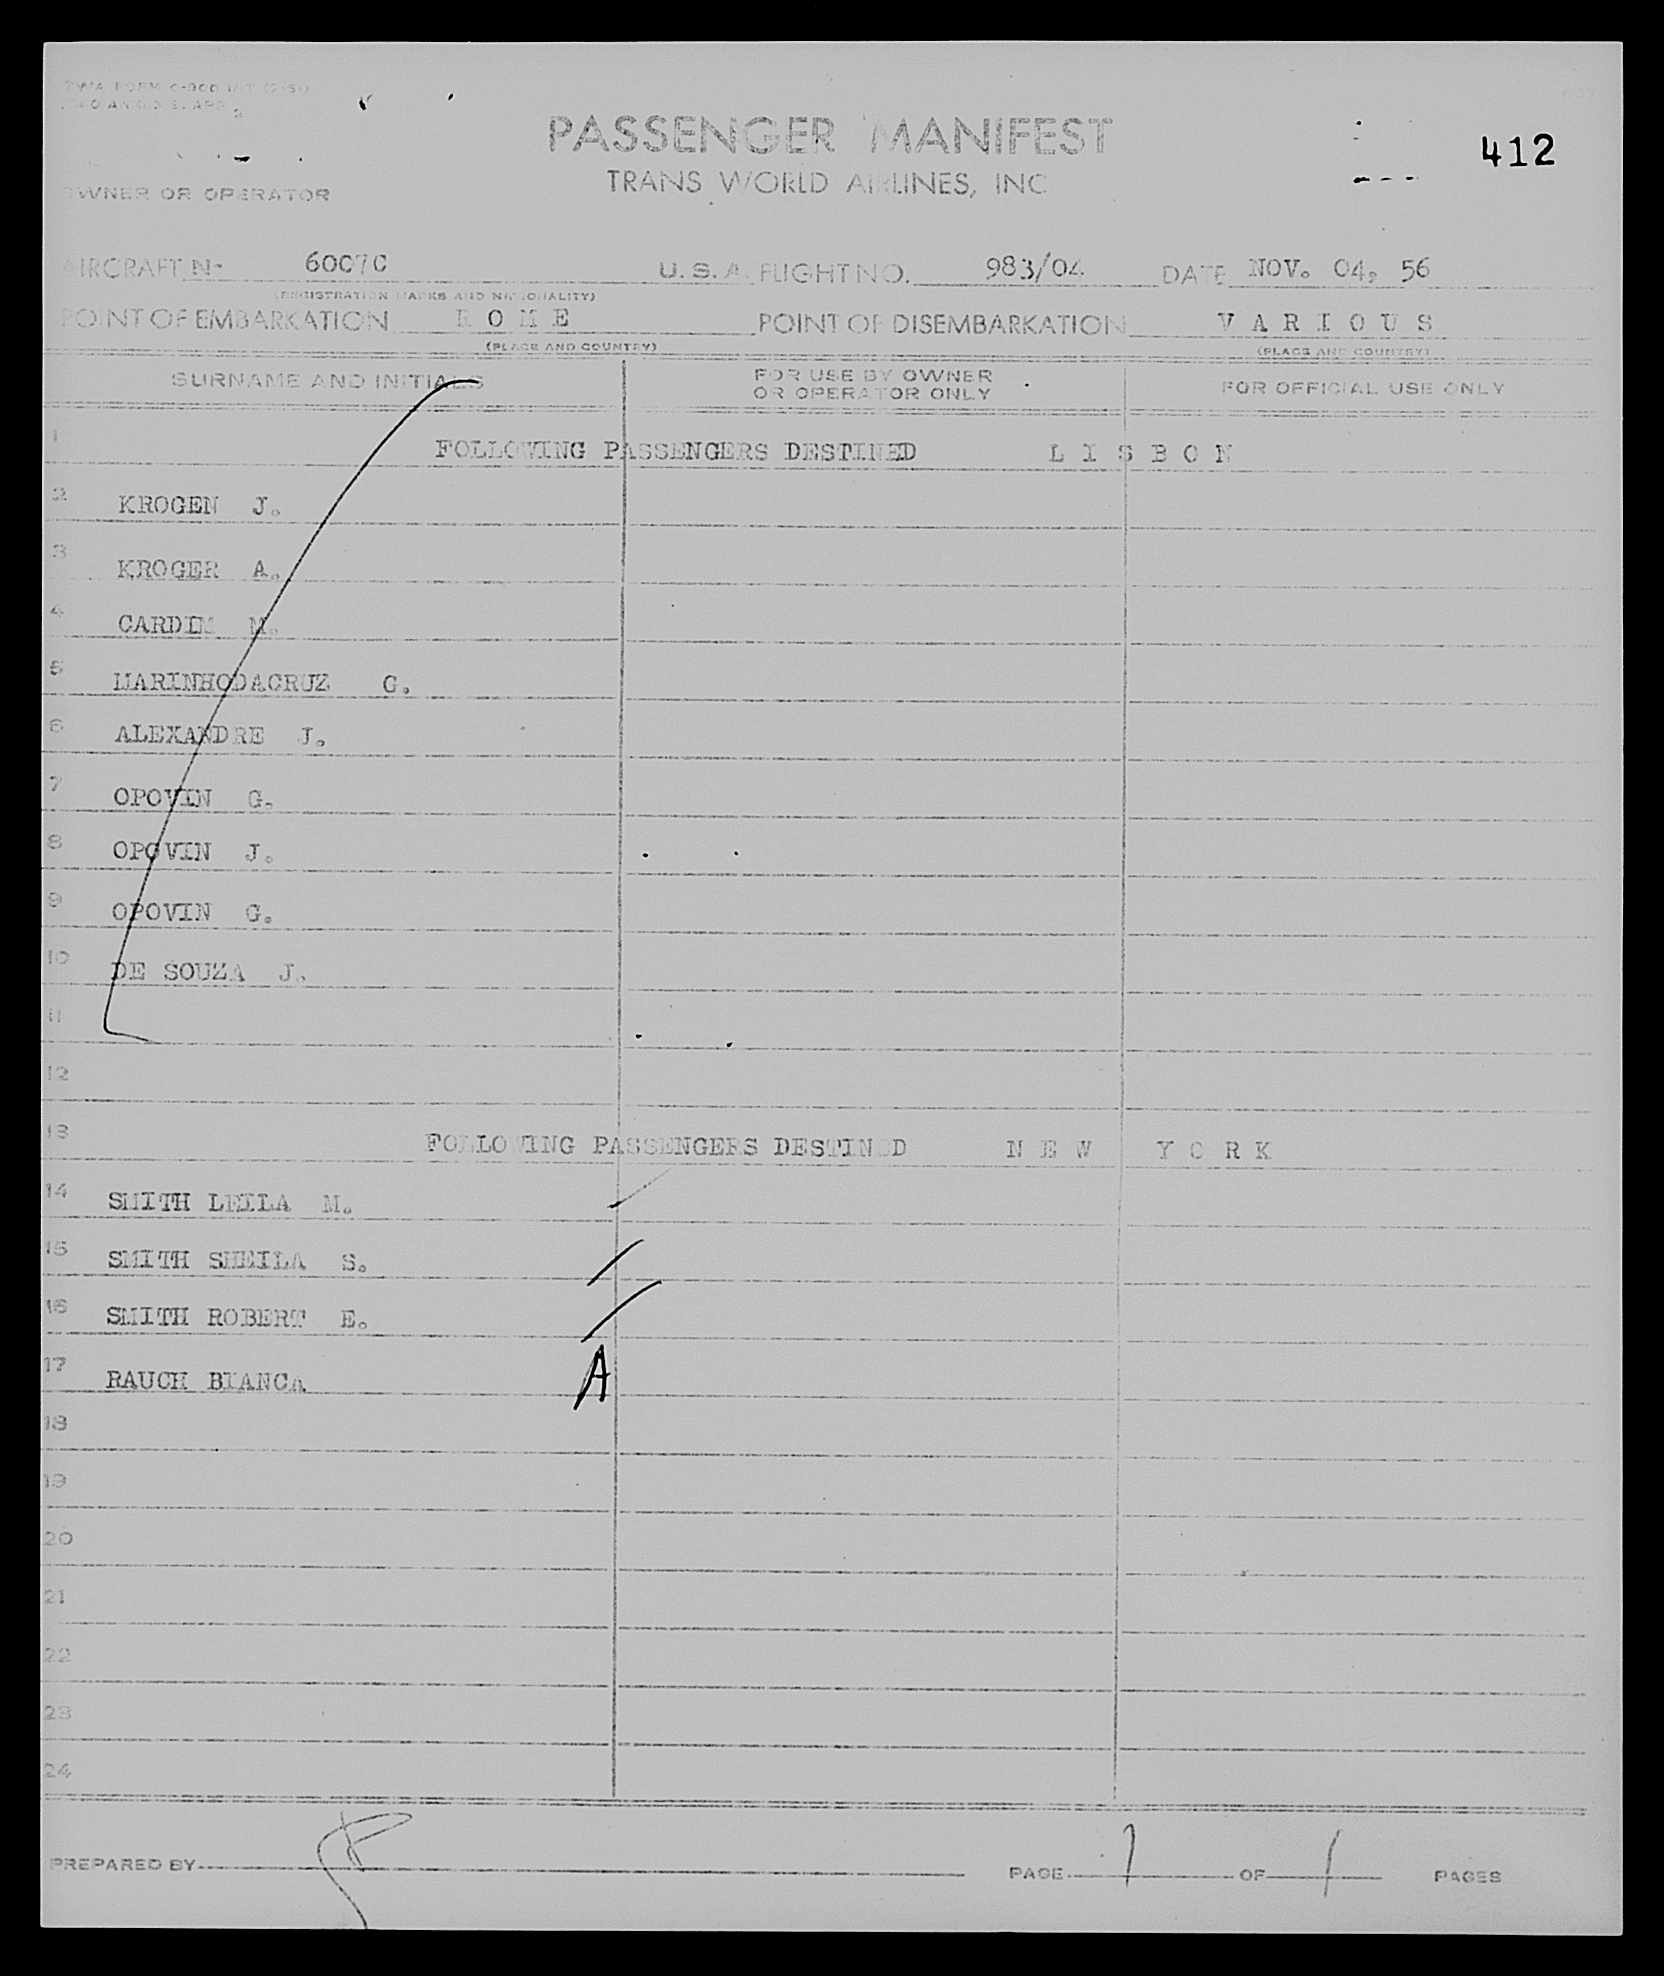 PASSENGER MANIFEST
412
TRANS WORLD AIRLINES, INC
OWNER OR OPERATOR
AIRCRAFT Nº 6007C U.S.A. FLIGHT NO. 983/04 DATE NOV. 04, 56
(REGISTRATION MARKS AND NATIONALITY)
POINT OF EMBARKATION R O M E POINT OF DISEMBARKATION V A R I O U S
(PLACE AND COUNTRY) (PLACE AND COUNTRY)
SURNAME AND INITIALS FOR USE BY OWNER OR OPERATOR ONLY FOR OFFICIAL USE ONLY
1 FOLLOWING PASSENGERS DESTINED L I S B O N
2 KROGEN J.
3 KROGER A.
4 CARDIM M.
5 MARINHODACRUZ G.
6 ALEXANDRE J.
7 OPOVIN G.
8 OPOVIN J.
9 OPOVIN G.
10 DE SOUZA J.
11
12
13 FOLLOWING PASSENGERS DESTINED N E W Y O R K
14 SMITH LEILA M.
15 SMITH SHEILA S.
16 SMITH ROBERT E.
17 RAUCH BIANCA A
18
19
20
21
22
23
24
PREPARED BY PAGE 1 OF 1 PAGES